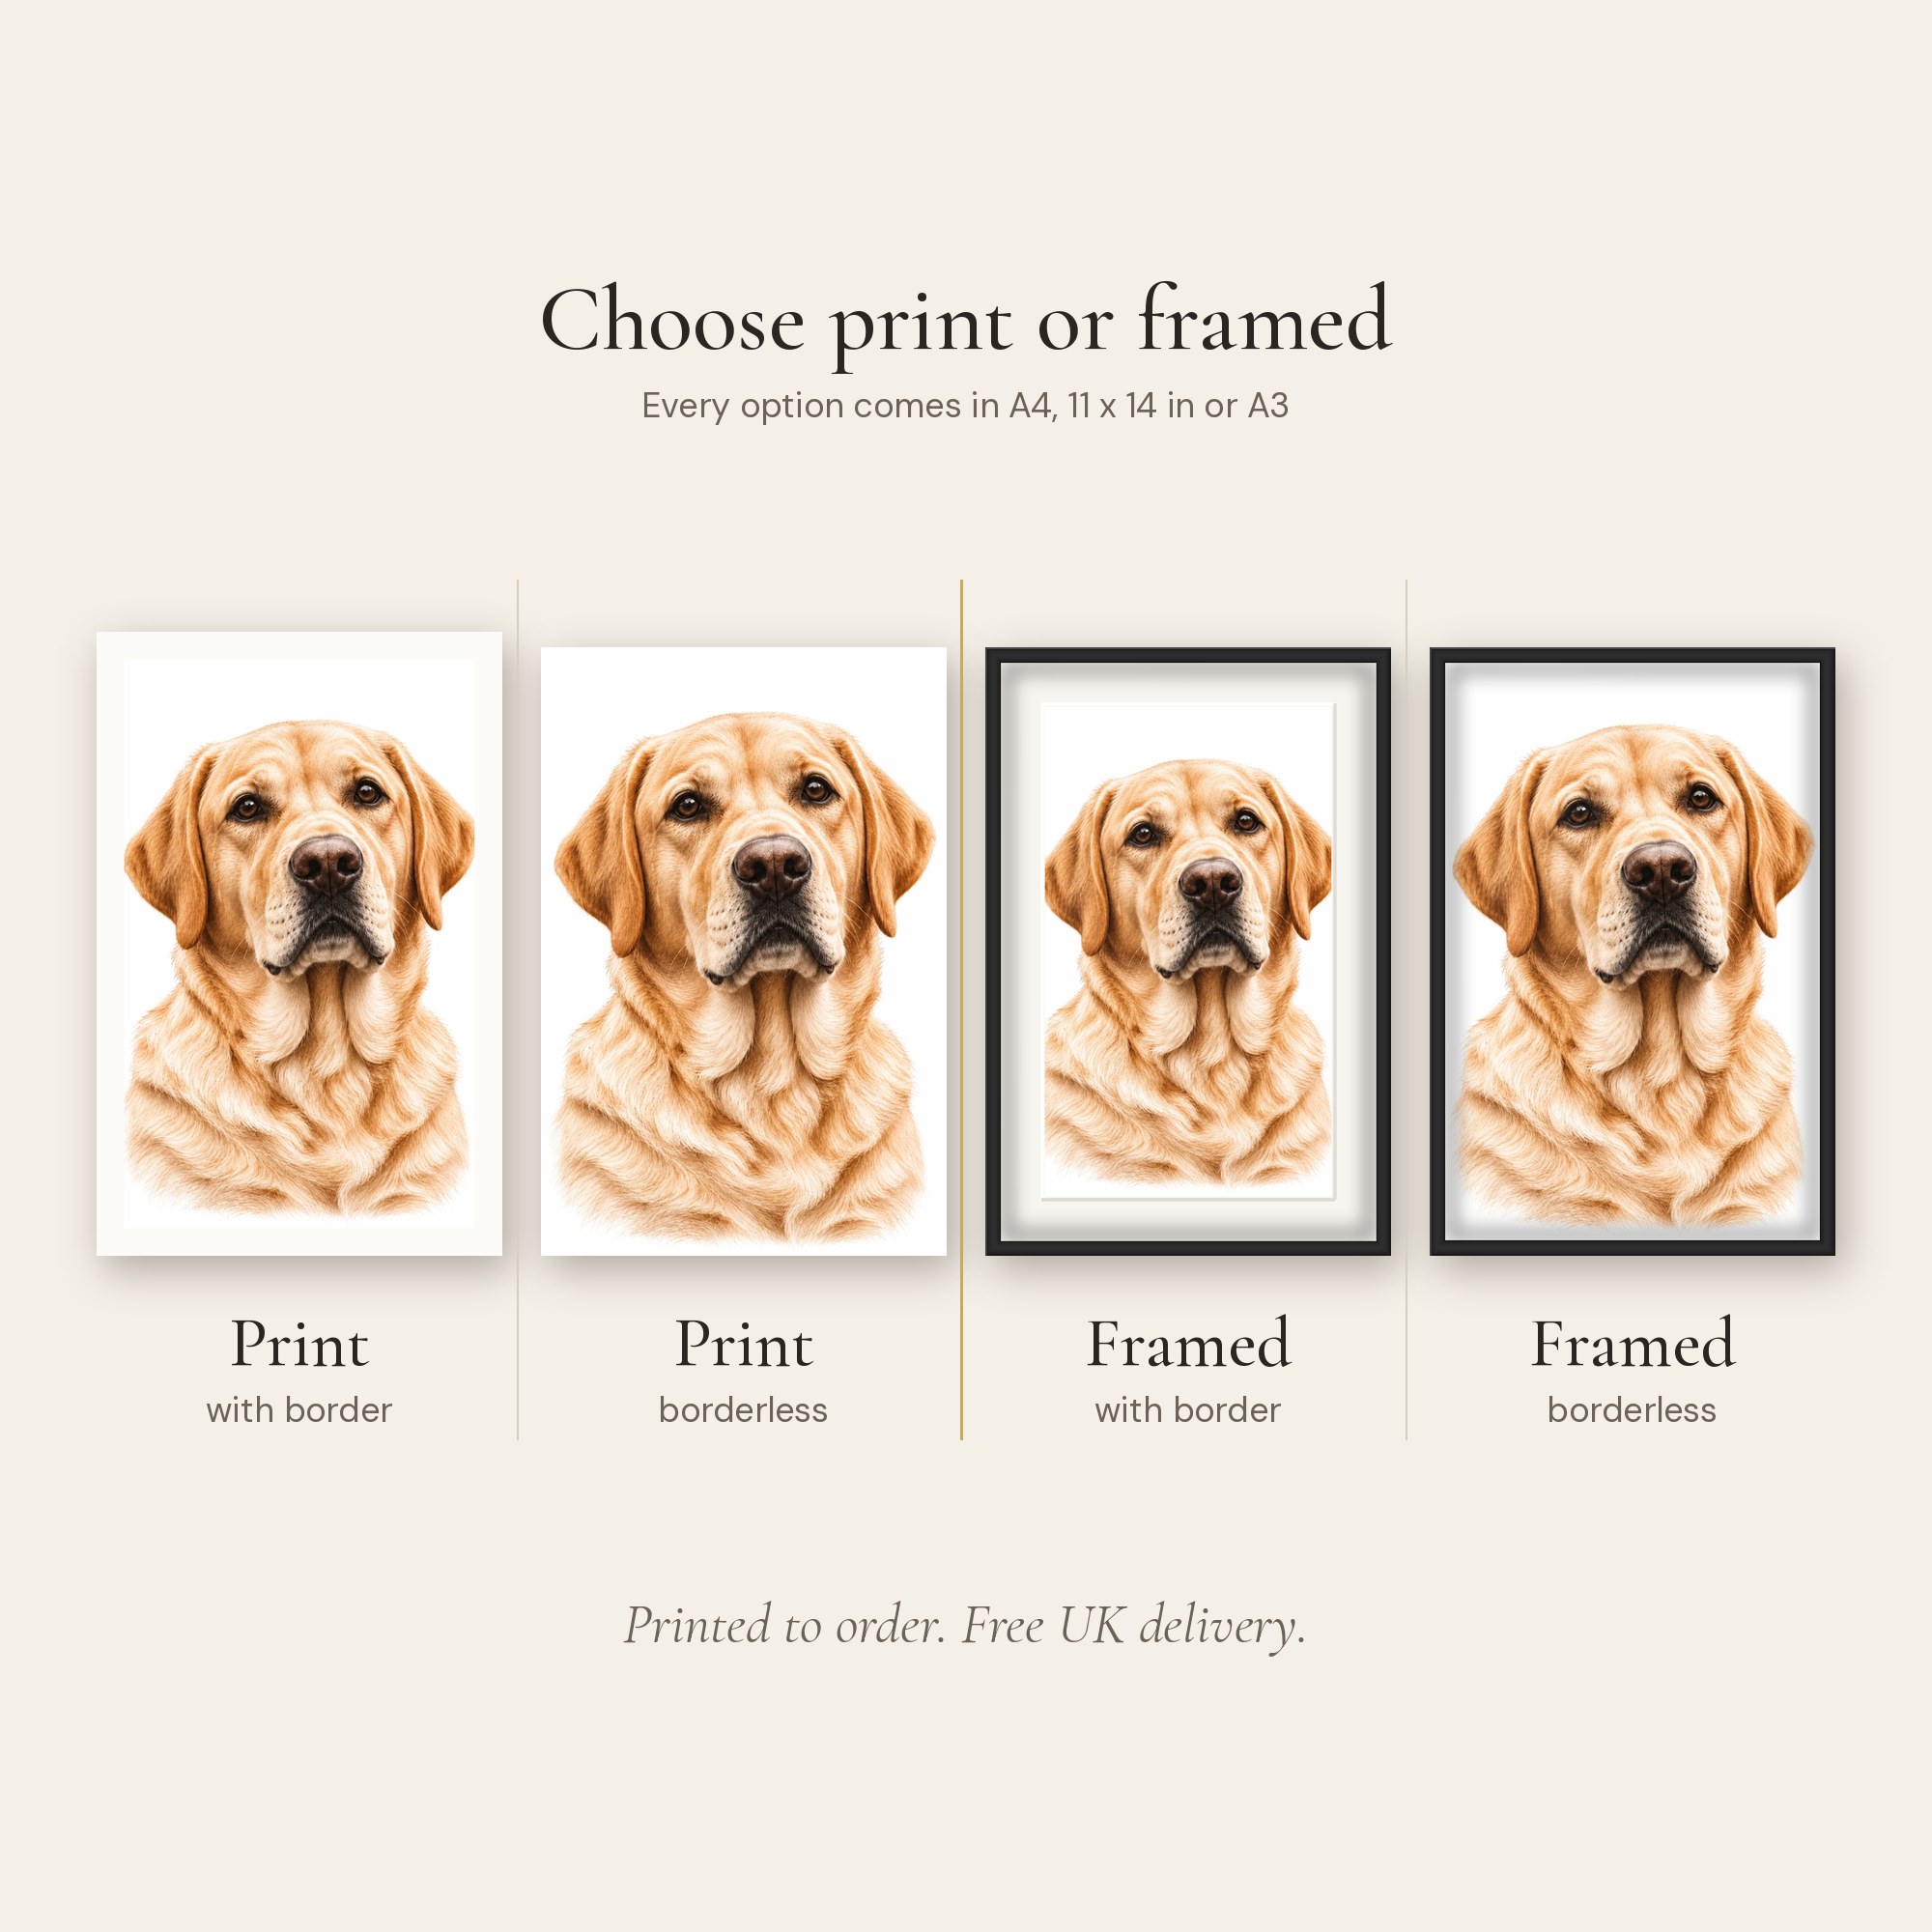 Choose print or framed
Every option comes in A4, 11 x 14 in or A3
Print
with border
Print
borderless
Framed
with border
Framed
borderless
Printed to order. Free UK delivery.